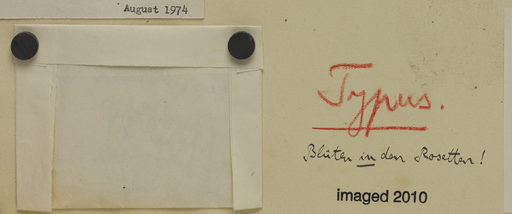 August 1974
Typus.
Blüten in den Rosetten!
imaged 2010